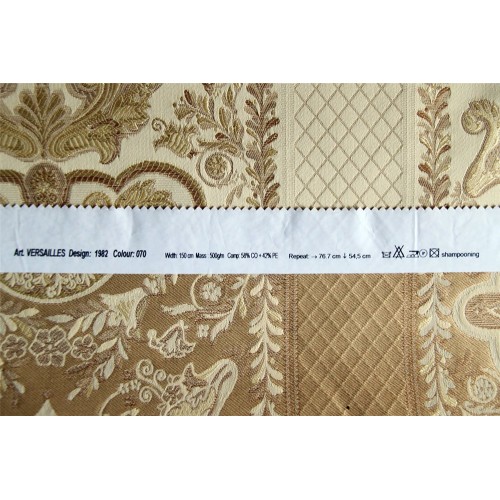 Art. VERSAILLES Design: 1982 Colour: 070 Width: 150 cm Mass: 500g/m Comp: 58% CO + 42% PE Repeat: → 76.7 cm ↓ 54,5 cm shampooning